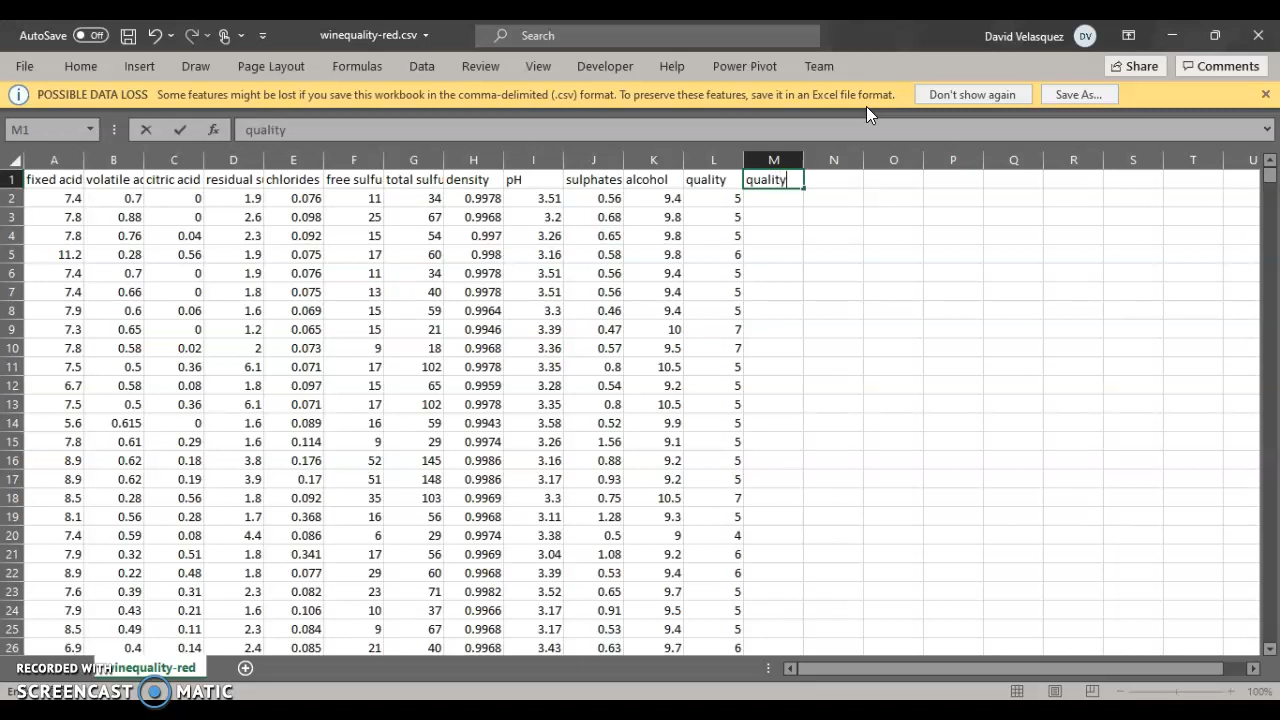 AutoSave Off winequality-red.csv Search David Velasquez DV
File Home Insert Draw Page Layout Formulas Data Review View Developer Help Power Pivot Team Share Comments
POSSIBLE DATA LOSS Some features might be lost if you save this workbook in the comma-delimited (.csv) format. To preserve these features, save it in an Excel file format. Don't show again Save As...
M1 fx quality
A B C D E F G H I J K L M N O P Q R S T U
1 fixed acid volatile ac citric acid residual su chlorides free sulfu total sulfu density pH sulphates alcohol quality quality
2 7.4 0.7 0 1.9 0.076 11 34 0.9978 3.51 0.56 9.4 5
3 7.8 0.88 0 2.6 0.098 25 67 0.9968 3.2 0.68 9.8 5
4 7.8 0.76 0.04 2.3 0.092 15 54 0.997 3.26 0.65 9.8 5
5 11.2 0.28 0.56 1.9 0.075 17 60 0.998 3.16 0.58 9.8 6
6 7.4 0.7 0 1.9 0.076 11 34 0.9978 3.51 0.56 9.4 5
7 7.4 0.66 0 1.8 0.075 13 40 0.9978 3.51 0.56 9.4 5
8 7.9 0.6 0.06 1.6 0.069 15 59 0.9964 3.3 0.46 9.4 5
9 7.3 0.65 0 1.2 0.065 15 21 0.9946 3.39 0.47 10 7
10 7.8 0.58 0.02 2 0.073 9 18 0.9968 3.36 0.57 9.5 7
11 7.5 0.5 0.36 6.1 0.071 17 102 0.9978 3.35 0.8 10.5 5
12 6.7 0.58 0.08 1.8 0.097 15 65 0.9959 3.28 0.54 9.2 5
13 7.5 0.5 0.36 6.1 0.071 17 102 0.9978 3.35 0.8 10.5 5
14 5.6 0.615 0 1.6 0.089 16 59 0.9943 3.58 0.52 9.9 5
15 7.8 0.61 0.29 1.6 0.114 9 29 0.9974 3.26 1.56 9.1 5
16 8.9 0.62 0.18 3.8 0.176 52 145 0.9986 3.16 0.88 9.2 5
17 8.9 0.62 0.19 3.9 0.17 51 148 0.9986 3.17 0.93 9.2 5
18 8.5 0.28 0.56 1.8 0.092 35 103 0.9969 3.3 0.75 10.5 7
19 8.1 0.56 0.28 1.7 0.368 16 56 0.9968 3.11 1.28 9.3 5
20 7.4 0.59 0.08 4.4 0.086 6 29 0.9974 3.38 0.5 9 4
21 7.9 0.32 0.51 1.8 0.341 17 56 0.9969 3.04 1.08 9.2 6
22 8.9 0.22 0.48 1.8 0.077 29 60 0.9968 3.39 0.53 9.4 6
23 7.6 0.39 0.31 2.3 0.082 23 71 0.9982 3.52 0.65 9.7 5
24 7.9 0.43 0.21 1.6 0.106 10 37 0.9966 3.17 0.91 9.5 5
25 8.5 0.49 0.11 2.3 0.084 9 67 0.9968 3.17 0.53 9.4 5
26 6.9 0.4 0.14 2.4 0.085 21 40 0.9968 3.43 0.63 9.7 6
RECORDED WITH winequality-red
SCREENCAST MATIC 100%